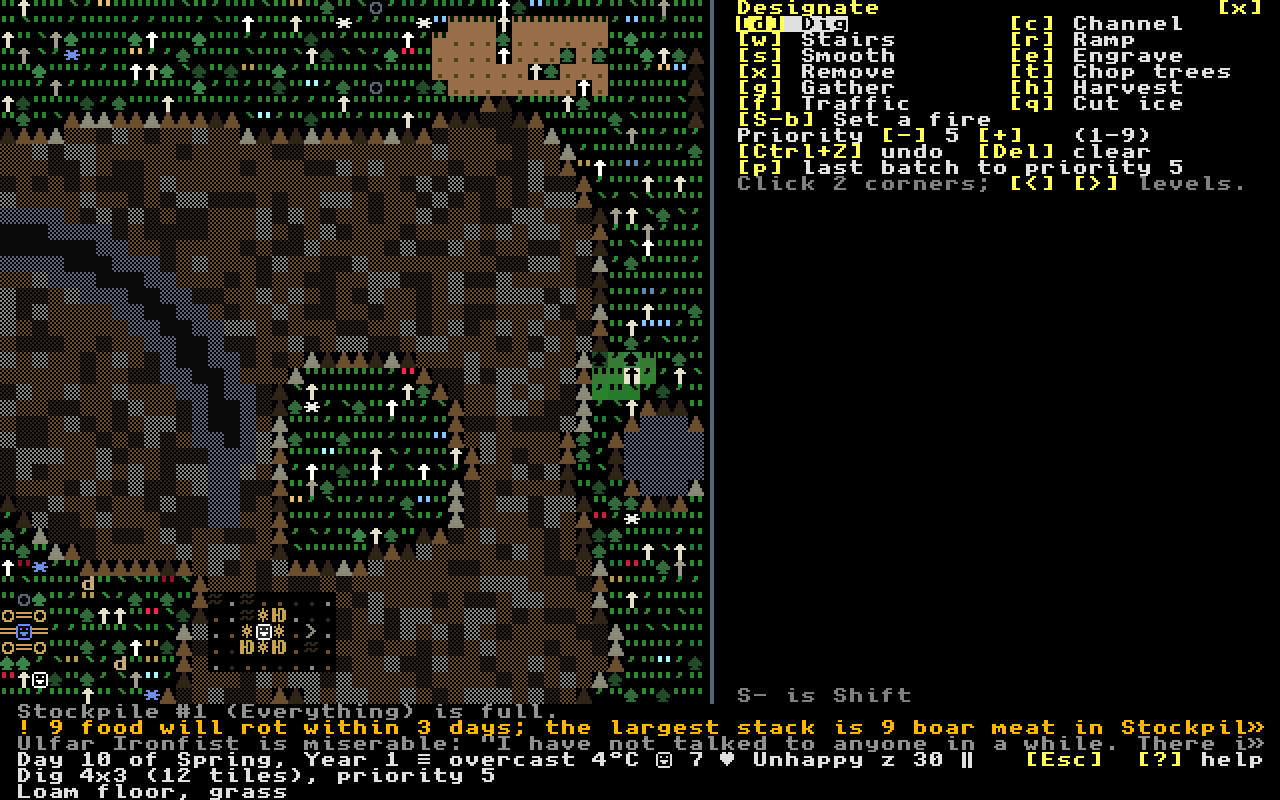 Designate [x]
[d] Dig [c] Channel
[w] Stairs [r] Ramp
[s] Smooth [e] Engrave
[x] Remove [t] Chop trees
[g] Gather [h] Harvest
[f] Traffic [q] Cut ice
[S-b] Set a fire
Priority [-] 5 [+] (1-9)
[Ctrl+Z] undo [Del] clear
[p] last batch to priority 5
Click 2 corners; [<] [>] levels.
S- is Shift
Stockpile #1 (Everything) is full.
! 9 food will rot within 3 days; the largest stack is 9 boar meat in Stockpil»
Ulfar Ironfist is miserable: "I have not talked to anyone in a while. There i»
Day 10 of Spring, Year 1 ≡ overcast 4°C ☺ 7 ♥ Unhappy z 30 ‖ [Esc] [?] help
Dig 4x3 (12 tiles), priority 5
Loam floor, grass